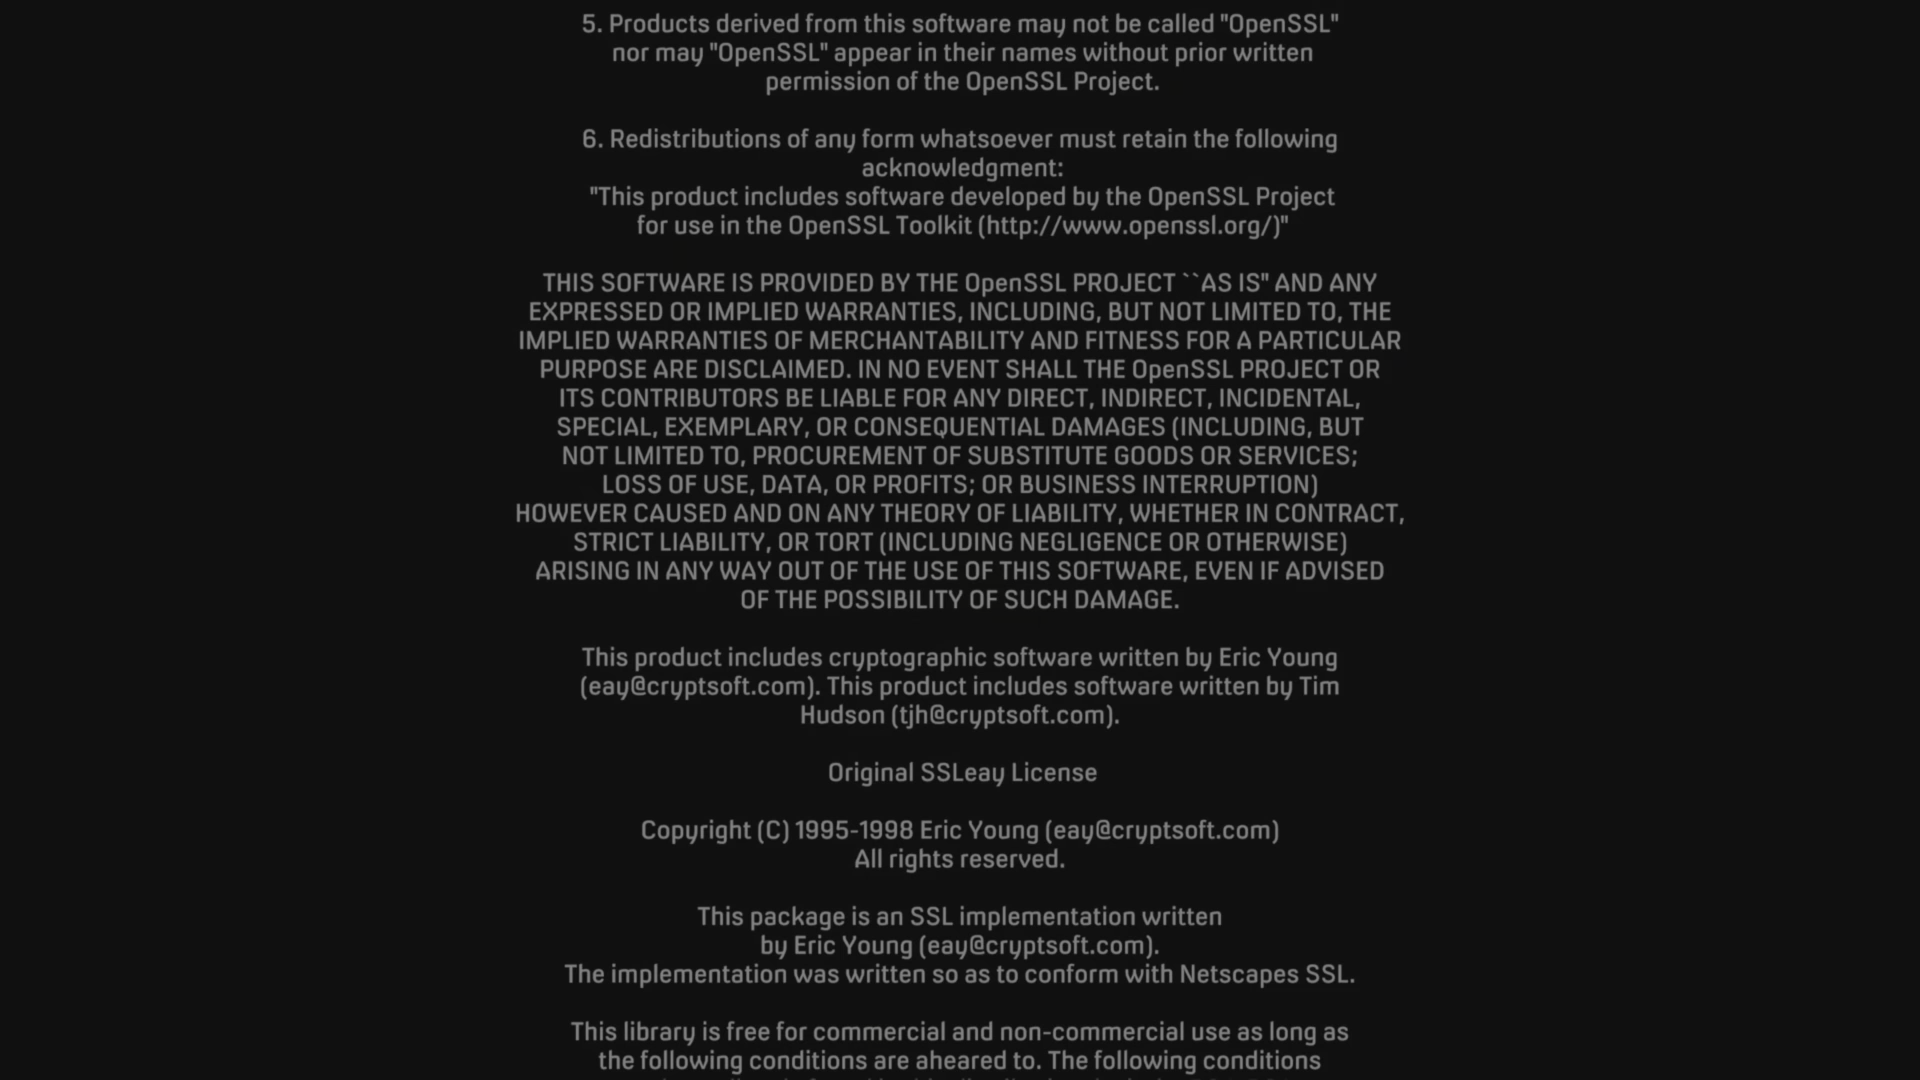 5. Products derived from this software may not be called "OpenSSL"
nor may "OpenSSL" appear in their names without prior written
permission of the OpenSSL Project.
6. Redistributions of any form whatsoever must retain the following
acknowledgment:
"This product includes software developed by the OpenSSL Project
for use in the OpenSSL Toolkit (http://www.openssl.org/)"
THIS SOFTWARE IS PROVIDED BY THE OpenSSL PROJECT ``AS IS" AND ANY
EXPRESSED OR IMPLIED WARRANTIES, INCLUDING, BUT NOT LIMITED TO, THE
IMPLIED WARRANTIES OF MERCHANTABILITY AND FITNESS FOR A PARTICULAR
PURPOSE ARE DISCLAIMED. IN NO EVENT SHALL THE OpenSSL PROJECT OR
ITS CONTRIBUTORS BE LIABLE FOR ANY DIRECT, INDIRECT, INCIDENTAL,
SPECIAL, EXEMPLARY, OR CONSEQUENTIAL DAMAGES (INCLUDING, BUT
NOT LIMITED TO, PROCUREMENT OF SUBSTITUTE GOODS OR SERVICES;
LOSS OF USE, DATA, OR PROFITS; OR BUSINESS INTERRUPTION)
HOWEVER CAUSED AND ON ANY THEORY OF LIABILITY, WHETHER IN CONTRACT,
STRICT LIABILITY, OR TORT (INCLUDING NEGLIGENCE OR OTHERWISE)
ARISING IN ANY WAY OUT OF THE USE OF THIS SOFTWARE, EVEN IF ADVISED
OF THE POSSIBILITY OF SUCH DAMAGE.
This product includes cryptographic software written by Eric Young
(eay@cryptsoft.com). This product includes software written by Tim
Hudson (tjh@cryptsoft.com).
Original SSLeay License
Copyright (C) 1995-1998 Eric Young (eay@cryptsoft.com)
All rights reserved.
This package is an SSL implementation written
by Eric Young (eay@cryptsoft.com).
The implementation was written so as to conform with Netscapes SSL.
This library is free for commercial and non-commercial use as long as
the following conditions are aheared to. The following conditions